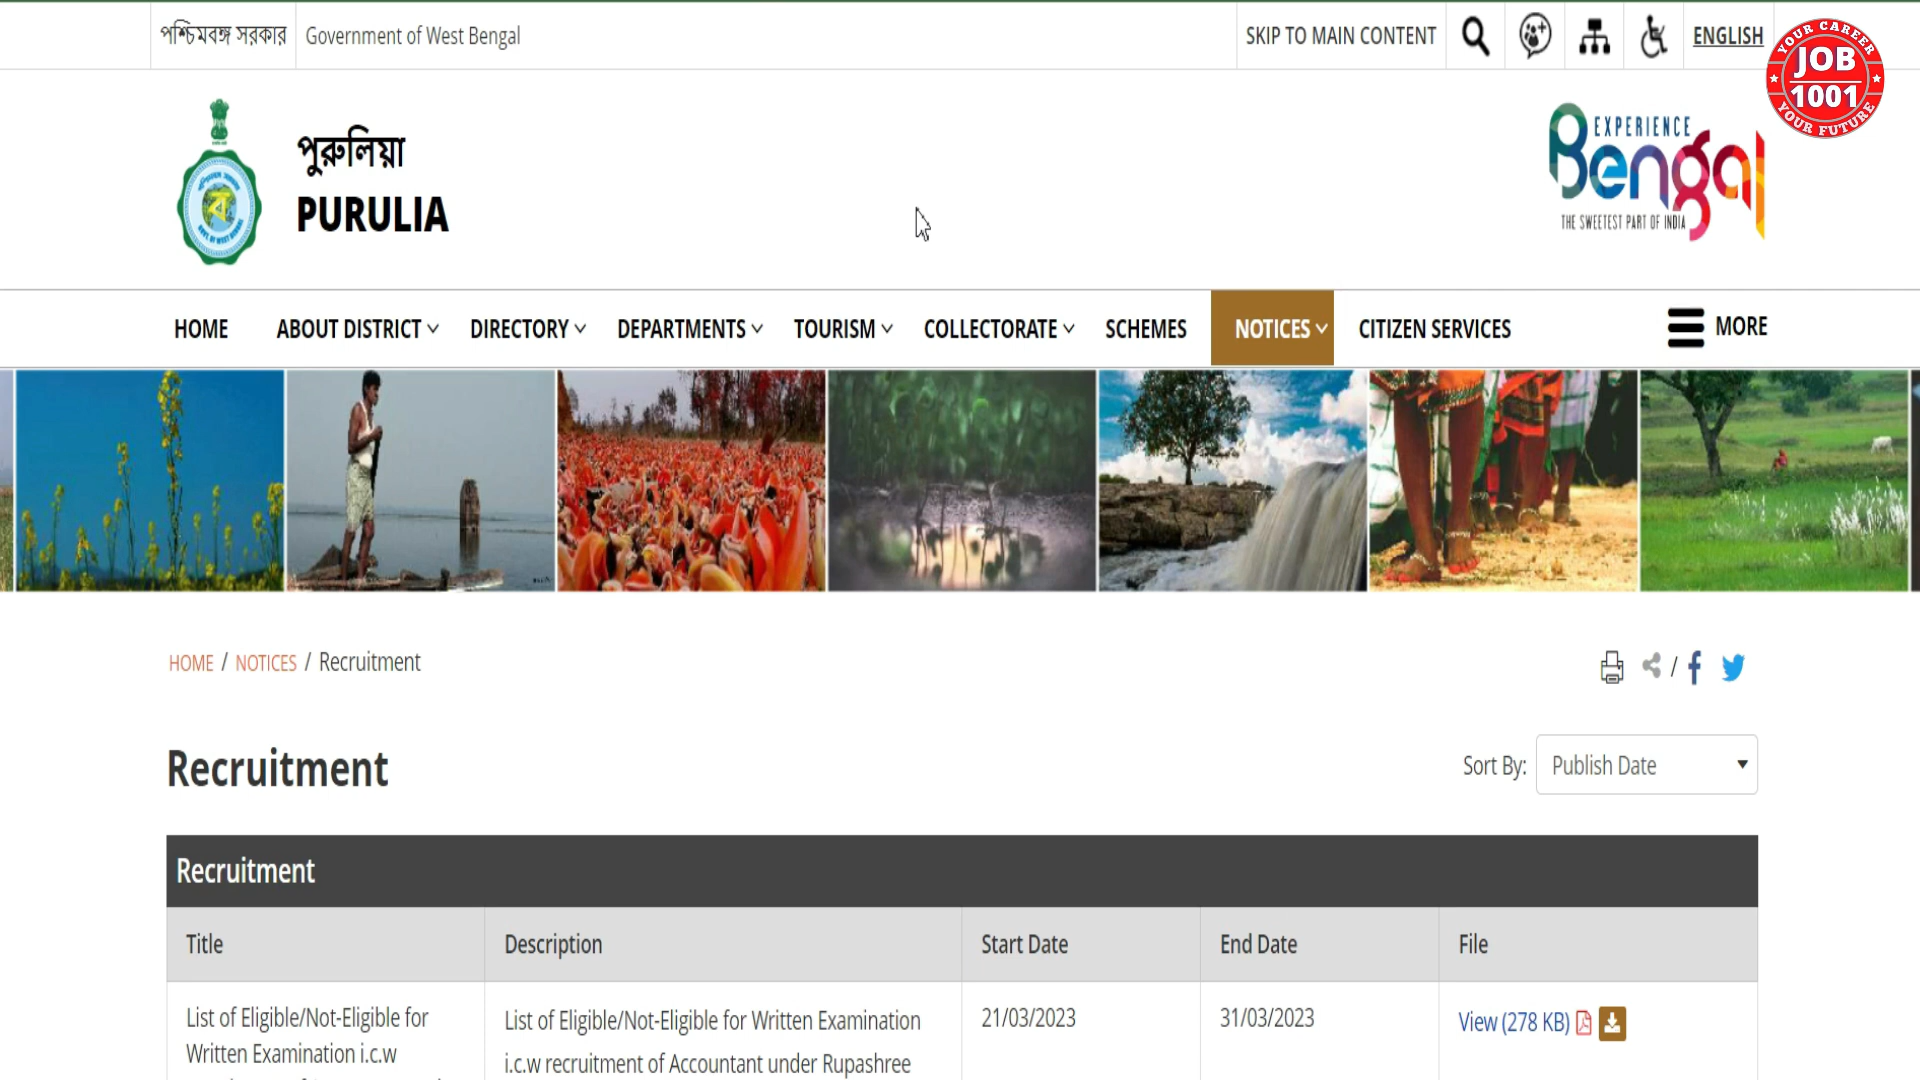 পশ্চিমবঙ্গ সরকার Government of West Bengal SKIP TO MAIN CONTENT ENGLISH
YOUR CAREER
JOB
1001
YOUR FUTURE
পুরুলিয়া
PURULIA
EXPERIENCE
Bengal
THE SWEETEST PART OF INDIA
HOME ABOUT DISTRICT DIRECTORY DEPARTMENTS TOURISM COLLECTORATE SCHEMES NOTICES CITIZEN SERVICES MORE
HOME / NOTICES / Recruitment
Recruitment
Sort By: Publish Date
Recruitment
Title Description Start Date End Date File
List of Eligible/Not-Eligible for
Written Examination i.c.w
List of Eligible/Not-Eligible for Written Examination
i.c.w recruitment of Accountant under Rupashree
21/03/2023
31/03/2023
View (278 KB)